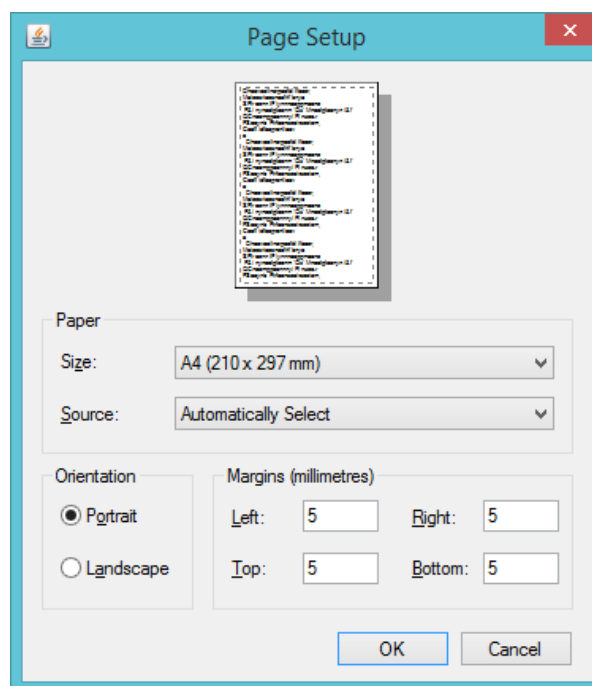 Page Setup
Paper
Size: A4 (210 x 297 mm)
Source: Automatically Select
Orientation Margins (millimetres)
Portrait Left: 5 Right: 5
Landscape Top: 5 Bottom: 5
OK Cancel